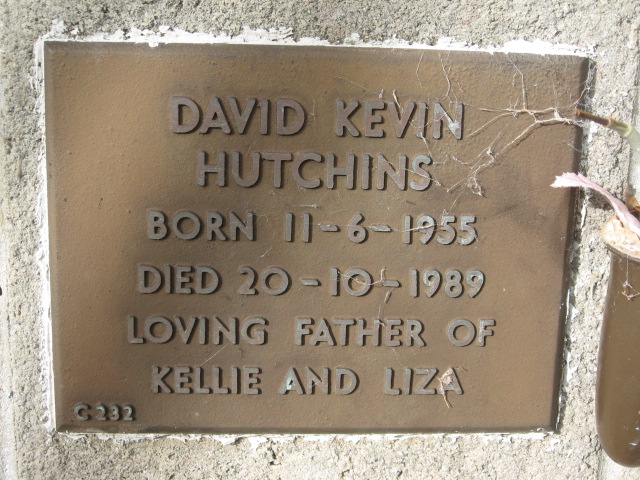 DAVID KEVIN
HUTCHINS
BORN 11-6-1955
DIED 20-10-1989
LOVING FATHER OF
KELLIE AND LIZA
C 232